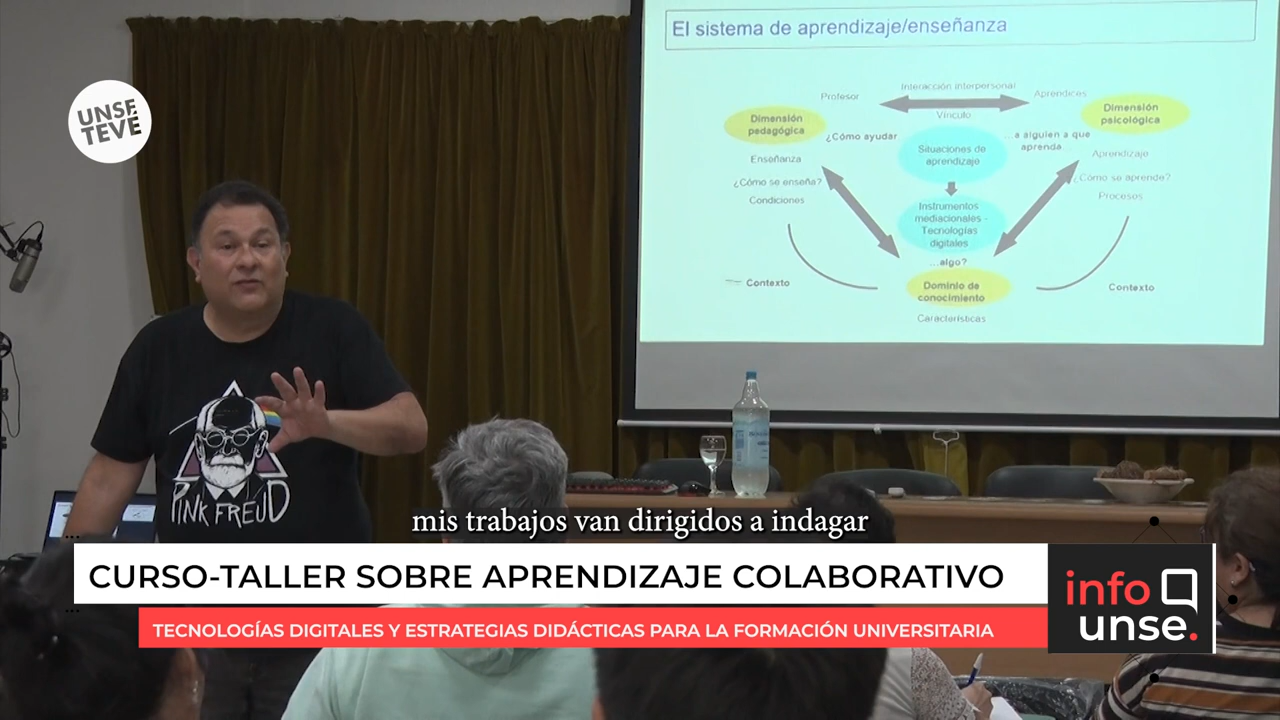 El sistema de aprendizaje/enseñanza
UNSE
TEVE
Interacción interpersonal
Profesor
Aprendices
Vínculo
Dimensión
pedagógica
Dimensión
psicológica
¿Cómo ayudar
...a alguien a que
aprenda.
Situaciones de
aprendizaje
Enseñanza
Aprendizaje
¿Cómo se enseña?
¿Cómo se aprende?
Condiciones
Procesos
Instrumentos
mediacionales -
Tecnologías
digitales
...algo?
Contexto
Dominio de
conocimiento
Contexto
Características
PINK FREUD
mis trabajos van dirigidos a indagar
CURSO-TALLER SOBRE APRENDIZAJE COLABORATIVO
TECNOLOGÍAS DIGITALES Y ESTRATEGIAS DIDÁCTICAS PARA LA FORMACIÓN UNIVERSITARIA
info
unse.